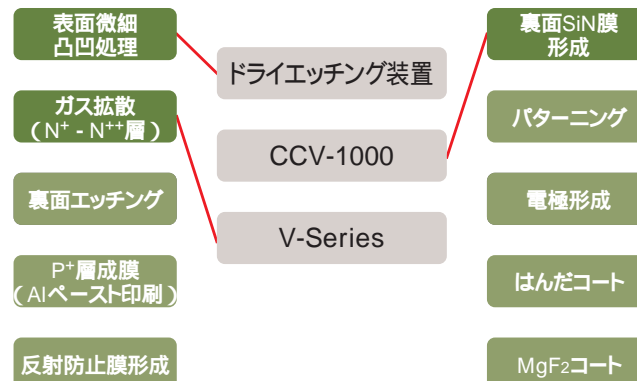 表面微細
凸凹処理
ガス拡散
(N+ - N++層)
裏面エッチング
P+層成膜
(Alペースト印刷)
反射防止膜形成
ドライエッチング装置
CCV-1000
V-Series
裏面SiN膜
形成
パターニング
電極形成
はんだコート
MgF2コート